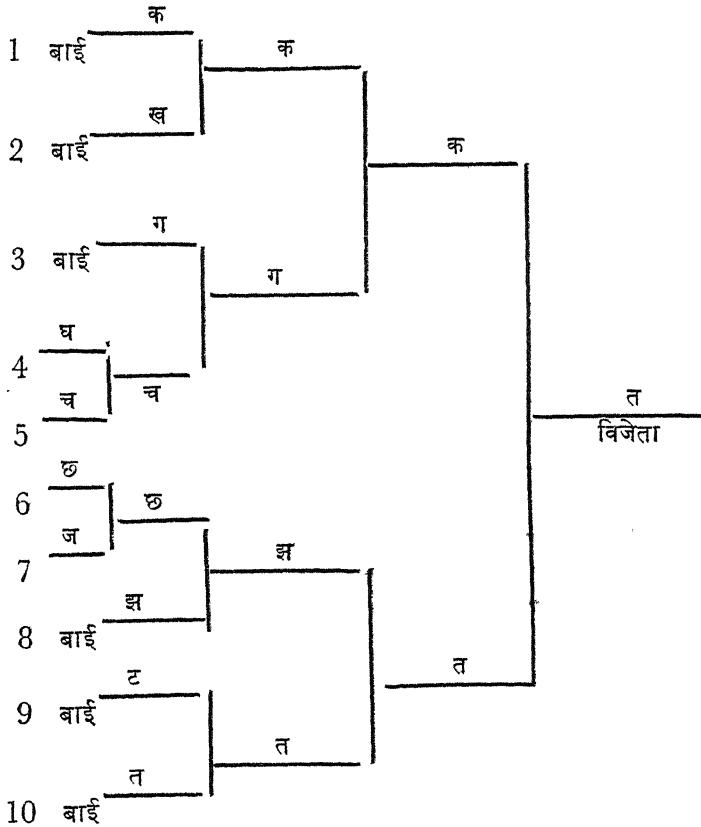 क
1 बाई
क
ख
2 बाई
क
ग
3 बाई
ग
घ
4
च
च
5
त
विजेता
छ
6
छ
ज
7
झ
झ
8 बाई
त
ट
9 बाई
त
त
10 बाई